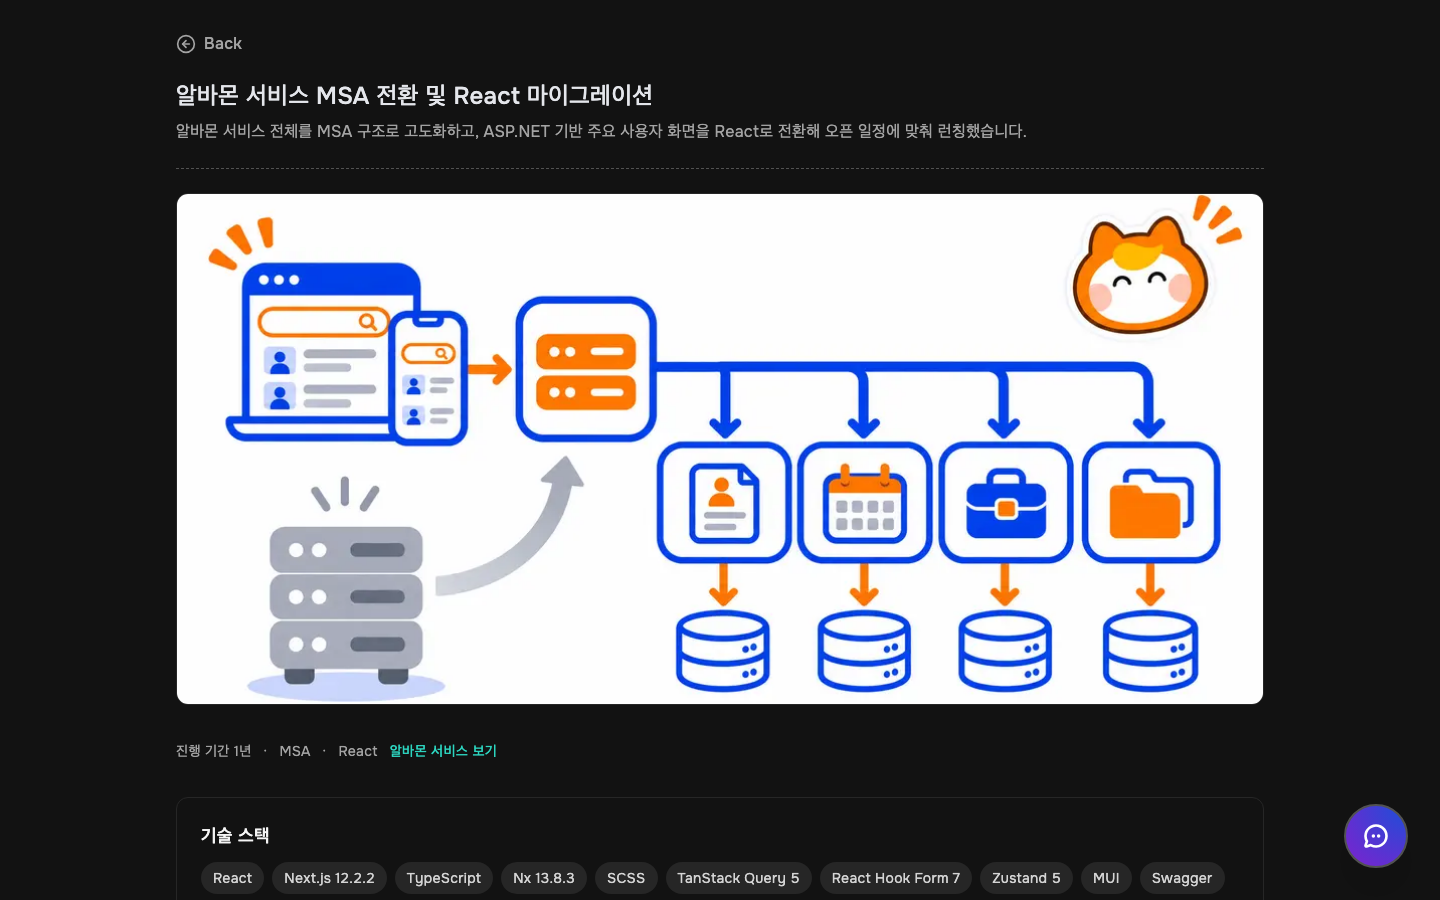 Back
알바몬 서비스 MSA 전환 및 React 마이그레이션
알바몬 서비스 전체를 MSA 구조로 고도화하고, ASP.NET 기반 주요 사용자 화면을 React로 전환해 오픈 일정에 맞춰 런칭했습니다.
진행 기간 1년 · MSA · React 알바몬 서비스 보기
기술 스택
React Next.js 12.2.2 TypeScript Nx 13.8.3 SCSS TanStack Query 5 React Hook Form 7 Zustand 5 MUI Swagger